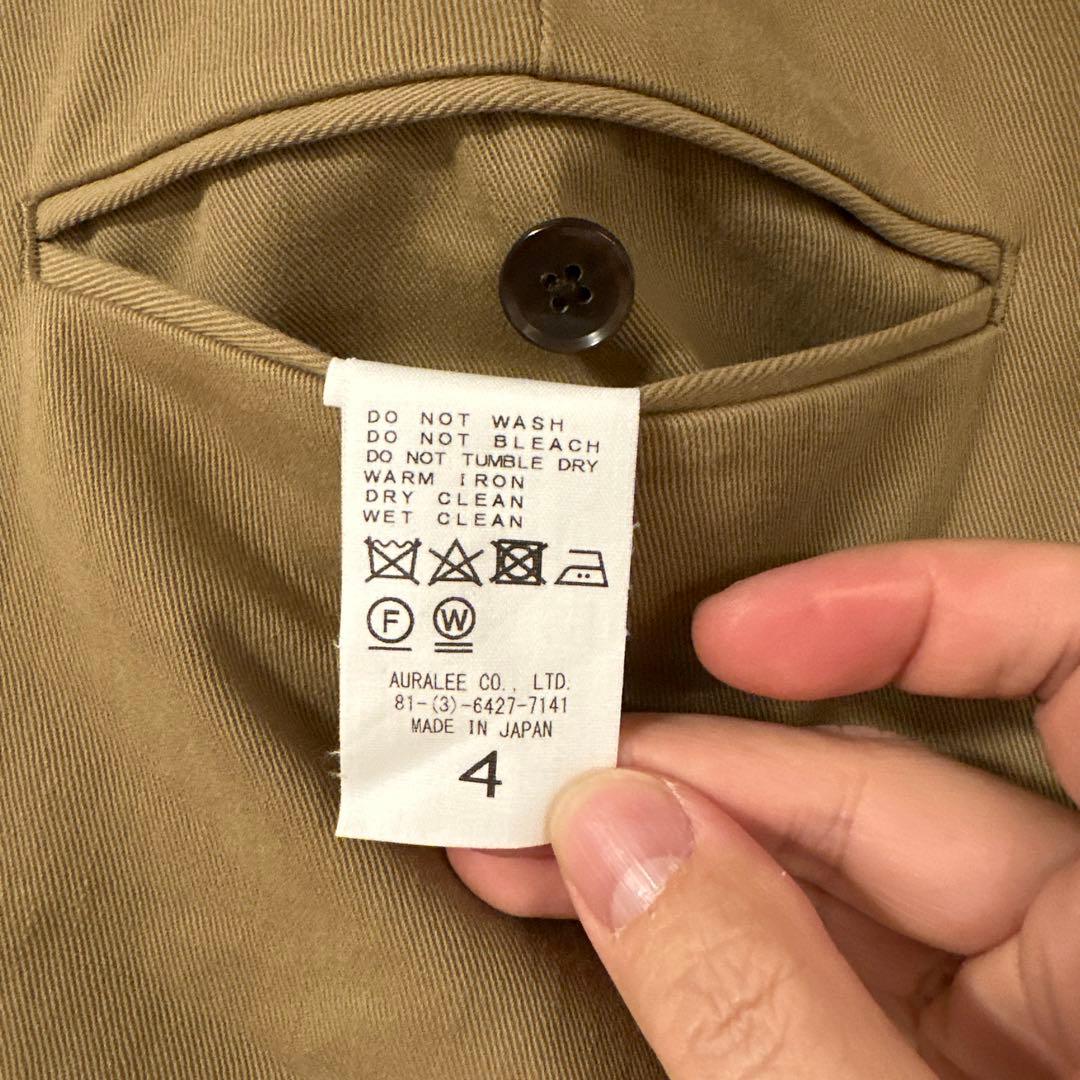 DO NOT WASH
DO NOT BLEACH
DO NOT TUMBLE DRY
WARM IRON
DRY CLEAN
WET CLEAN
F W
AURALEE CO., LTD.
81-(3)-6427-7141
MADE IN JAPAN
4